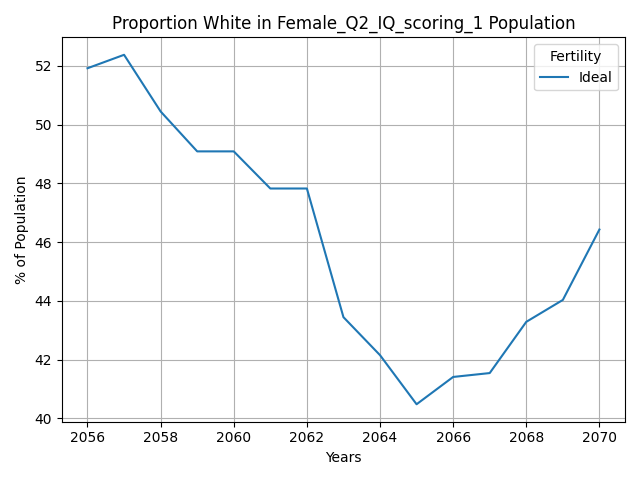 Proportion White in Female_Q2_IQ_scoring_1 Population
Fertility
Ideal
% of Population
52
50
48
46
44
42
40
2056 2058 2060 2062 2064 2066 2068 2070
Years